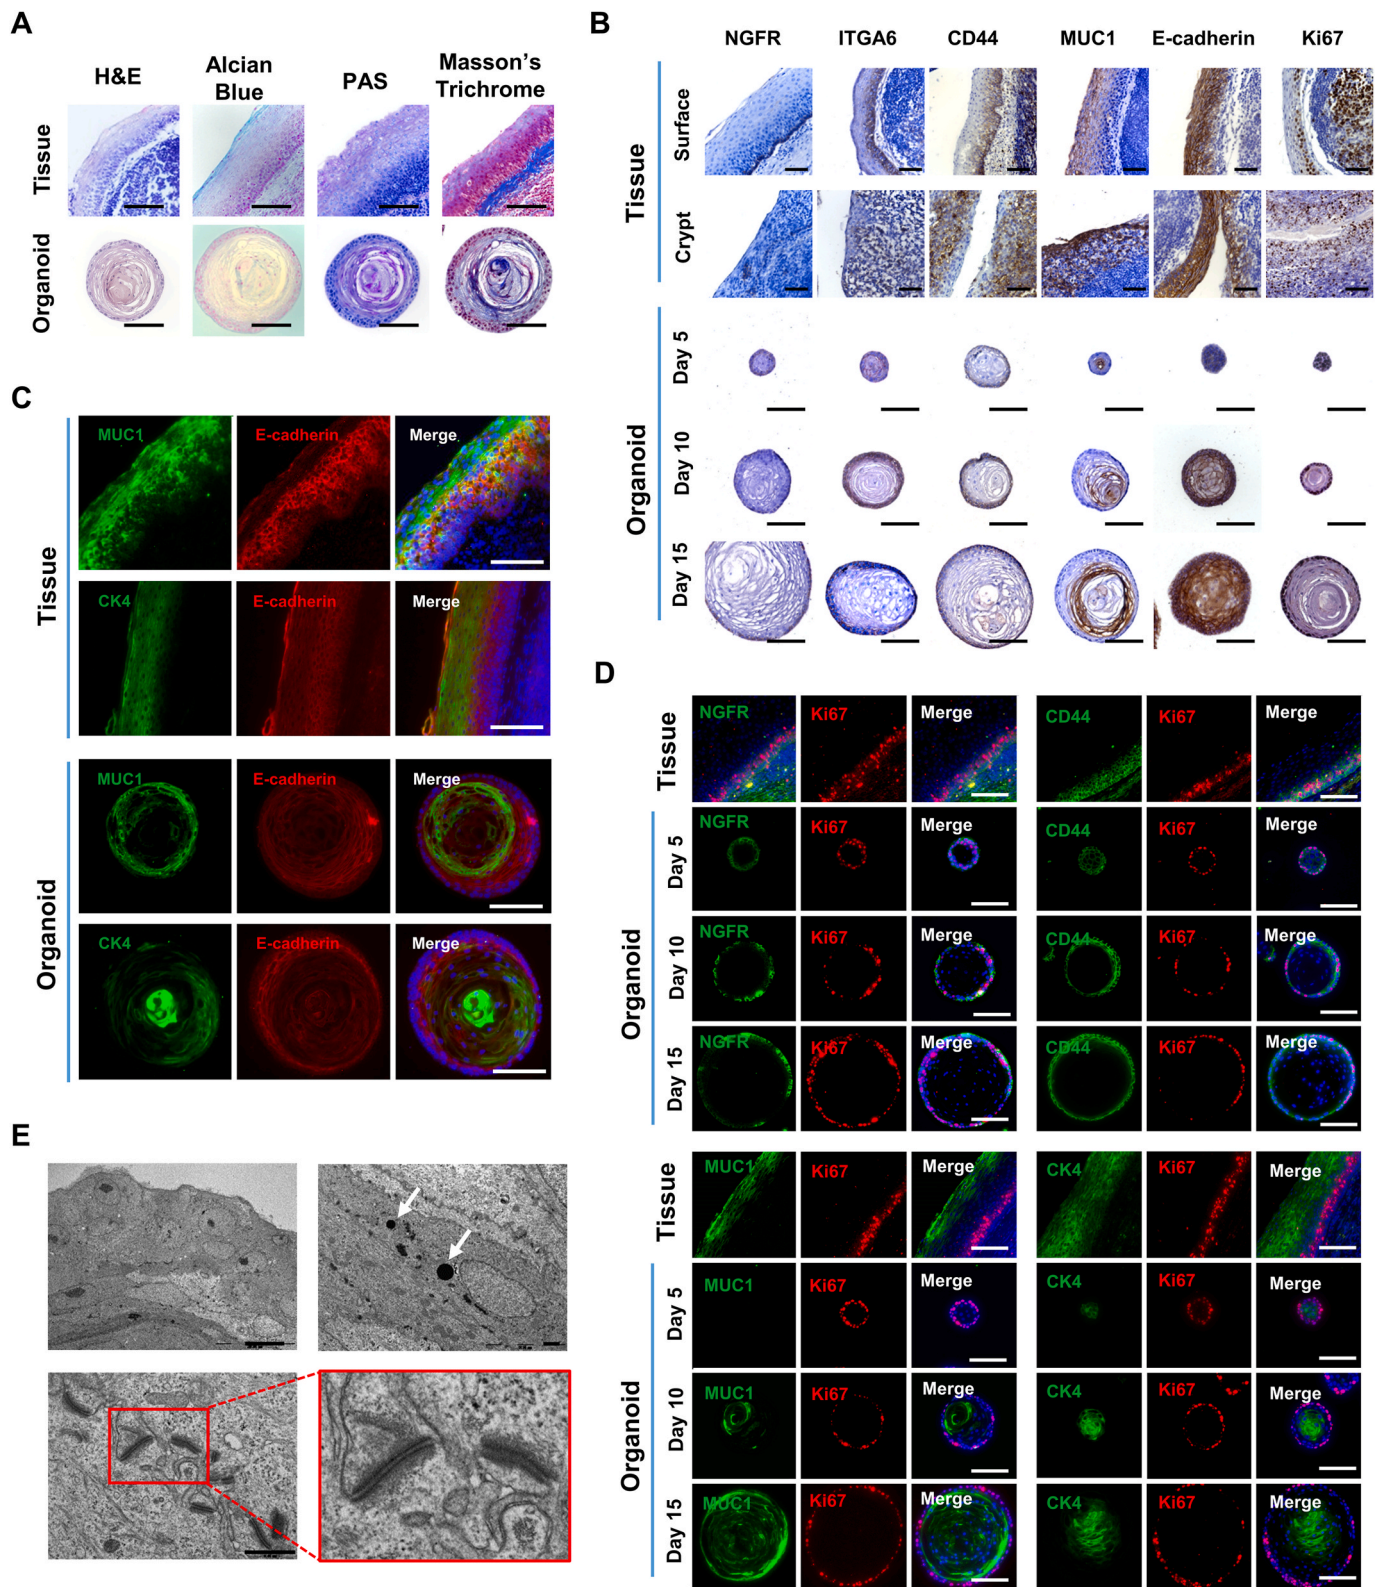 A
H&E
Alcian
Blue
PAS
Masson's
Trichrome
Tissue
Organoid
B
NGFR
ITGA6
CD44
MUC1
E-cadherin
Ki67
Tissue
Surface
Crypt
Organoid
Day 5
Day 10
Day 15
C
Tissue
MUC1
E-cadherin
Merge
CK4
E-cadherin
Merge
Organoid
MUC1
E-cadherin
Merge
CK4
E-cadherin
Merge
D
Tissue
NGFR
Ki67
Merge
CD44
Ki67
Merge
Organoid
Day 5
NGFR
Ki67
Merge
CD44
Ki67
Merge
Day 10
NGFR
Ki67
Merge
CD44
Ki67
Merge
Day 15
NGFR
Ki67
Merge
CD44
Ki67
Merge
Tissue
MUC1
Ki67
Merge
CK4
Ki67
Merge
Organoid
Day 5
MUC1
Ki67
Merge
CK4
Ki67
Merge
Day 10
MUC1
Ki67
Merge
CK4
Ki67
Merge
Day 15
MUC1
Ki67
Merge
CK4
Ki67
Merge
E